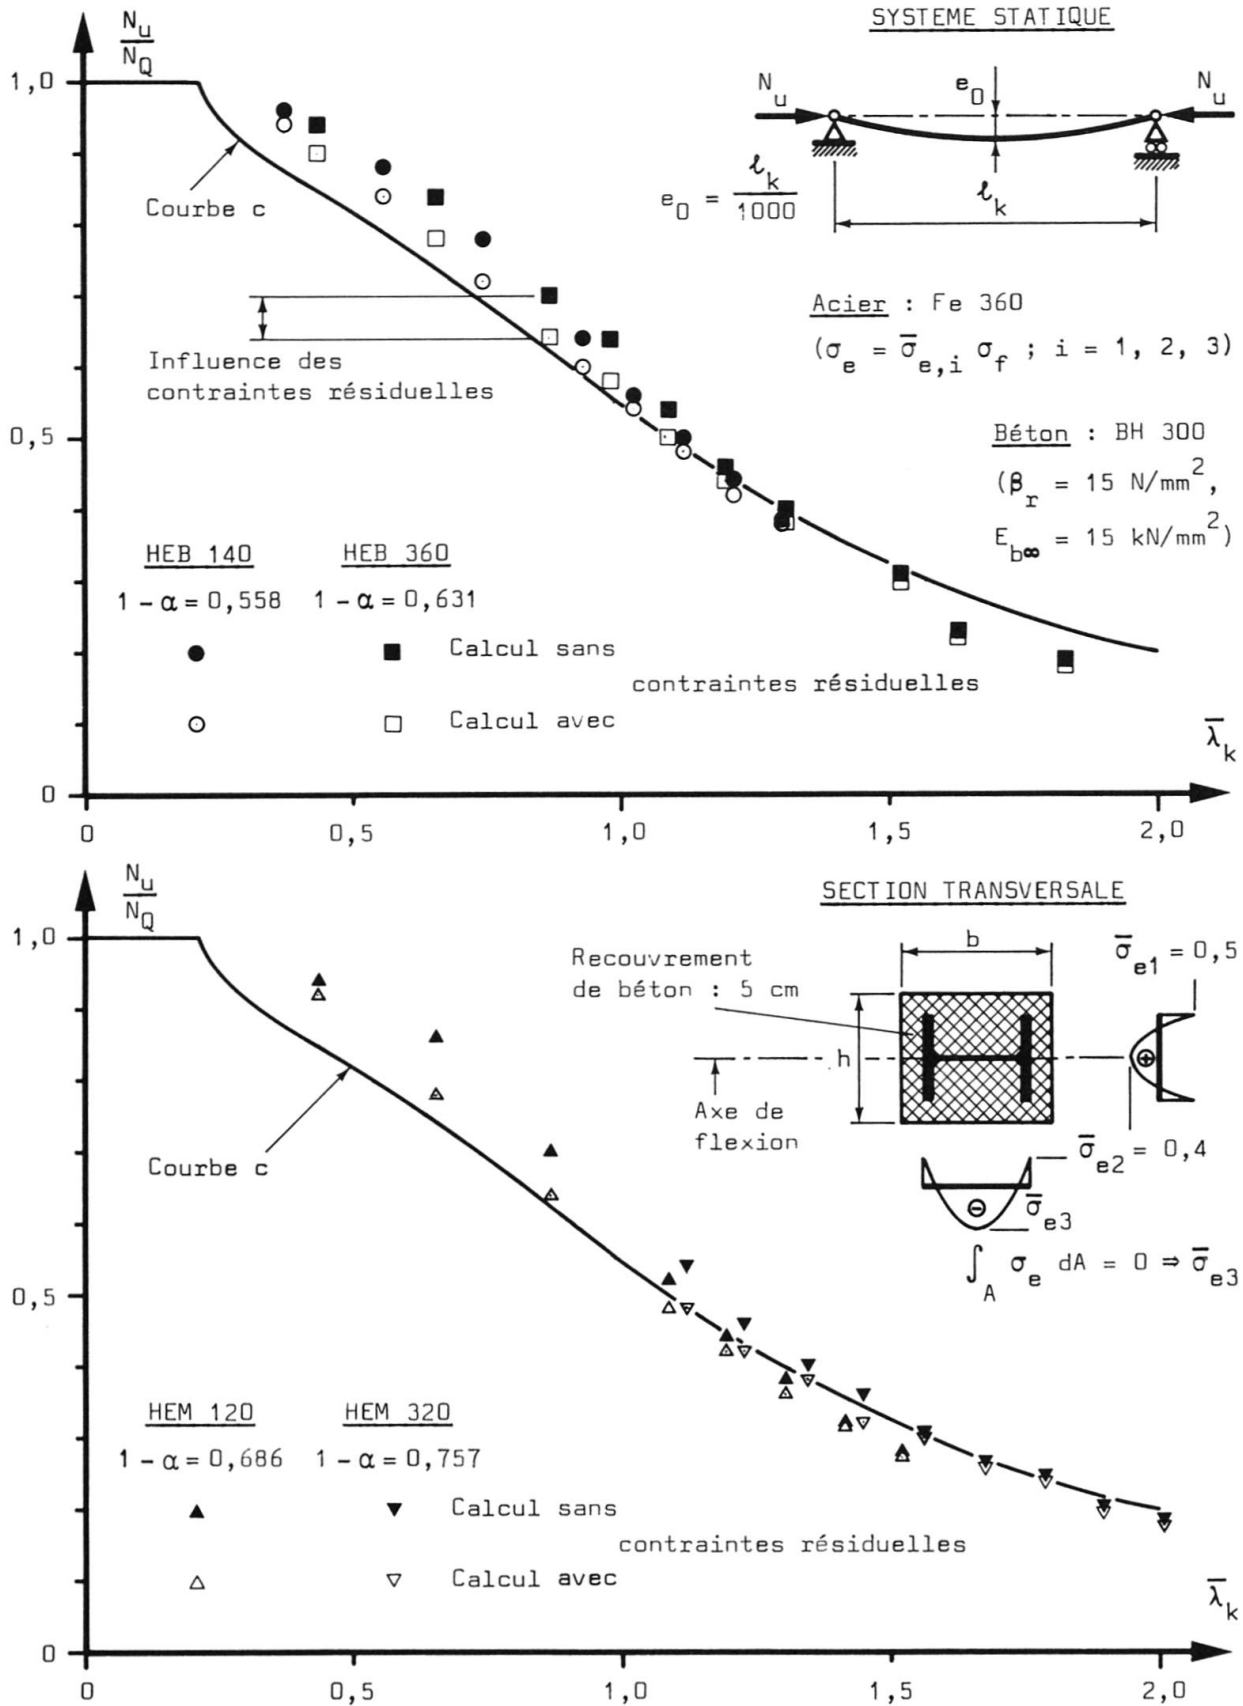 N_u / N_Q
SYSTEME STATIQUE
1,0
N_u
e_0
N_u
Courbe c
e_0 = ℓ_k / 1000
ℓ_k
Influence des
contraintes résiduelles
Acier : Fe 360
(σ_e = σ̅_e,i σ_f ; i = 1, 2, 3)
0,5
Béton : BH 300
(β_r = 15 N/mm²,
E_b∞ = 15 kN/mm²)
HEB 140
HEB 360
1 - α = 0,558
1 - α = 0,631
Calcul sans
contraintes résiduelles
Calcul avec
λ̅_k
0
0
0,5
1,0
1,5
2,0
N_u / N_Q
SECTION TRANSVERSALE
1,0
Recouvrement
de béton : 5 cm
b
σ̅_e1 = 0,5
h
Axe de
flexion
Courbe c
σ̅_e2 = 0,4
σ̅_e3
∫_A σ_e dA = 0 ⇒ σ̅_e3
0,5
HEM 120
HEM 320
1 - α = 0,686
1 - α = 0,757
Calcul sans
contraintes résiduelles
Calcul avec
λ̅_k
0
0
0,5
1,0
1,5
2,0